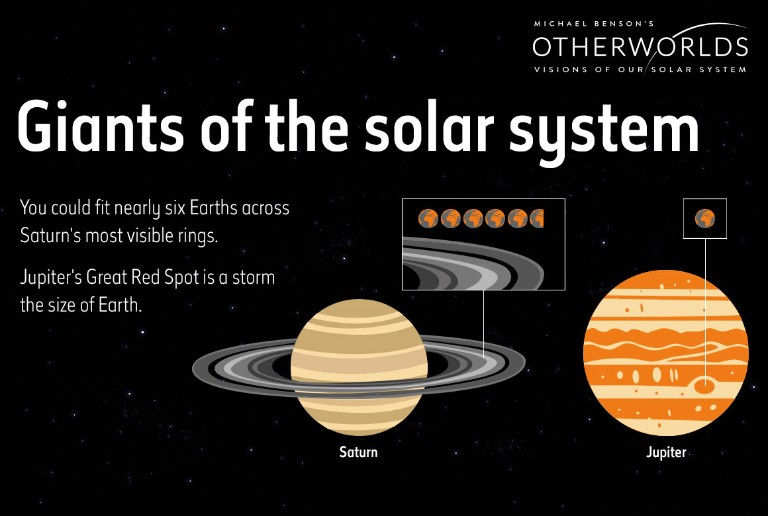 MICHAEL BENSON'S
OTHERWORLDS
VISIONS OF OUR SOLAR SYSTEM
Giants of the solar system
You could fit nearly six Earths across
Saturn's most visible rings.
Jupiter's Great Red Spot is a storm
the size of Earth.
Saturn
Jupiter